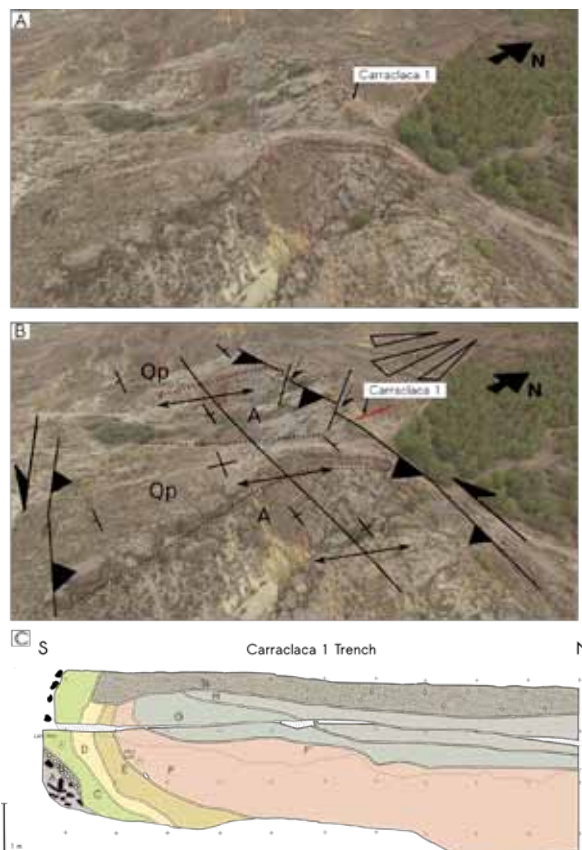 A
Carraclaca 1
N
B
Qp
A
Carraclaca 1
N
Qp
A
C
S
Carraclaca 1 Trench
N
H
G
D
E
F
F
C
A
1 m